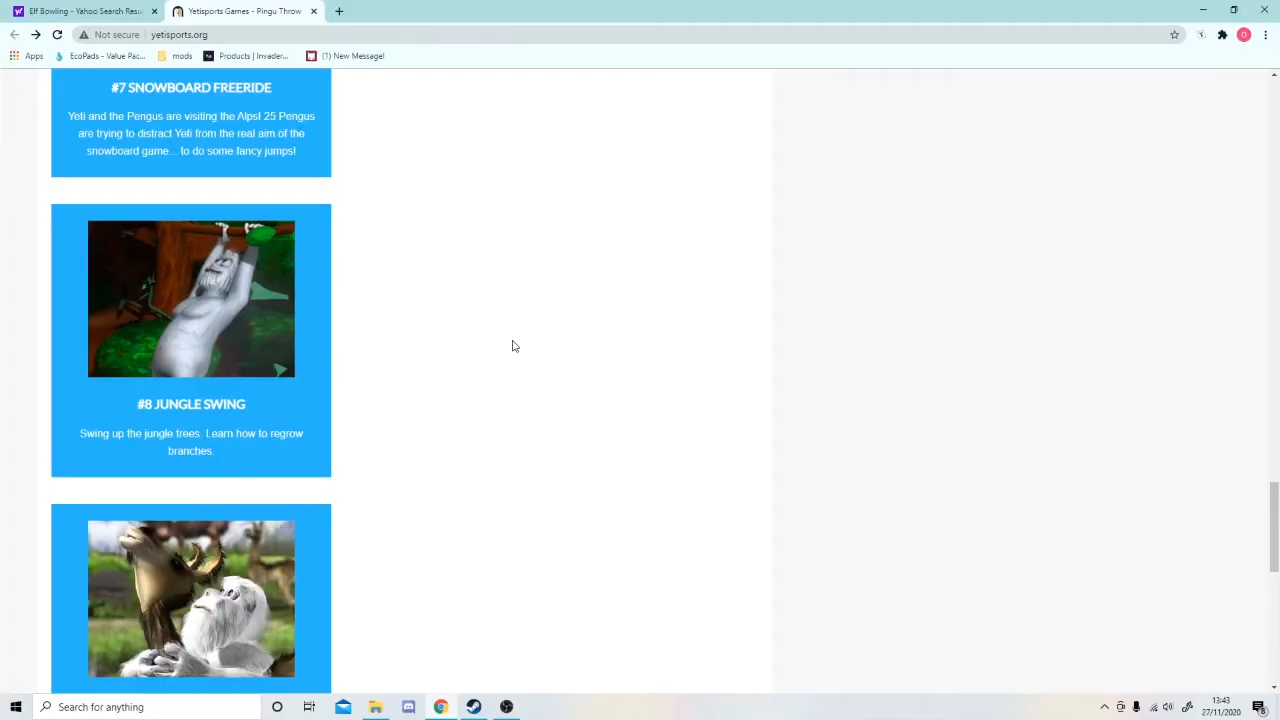 Elf Bowling - Yahoo Search Resu
Yetisports Games - Pingu Throw
Not secure
yetisports.org
Apps
EcoPads - Value Pac...
mods
Products | Invader...
(1) New Message!
#7 SNOWBOARD FREERIDE
Yeti and the Pengus are visiting the Alps! 25 Pengus
are trying to distract Yeti from the real aim of the
snowboard game... to do some fancy jumps!
#8 JUNGLE SWING
Swing up the jungle trees. Learn how to regrow
branches.
Search for anything
13:43
27/11/2020